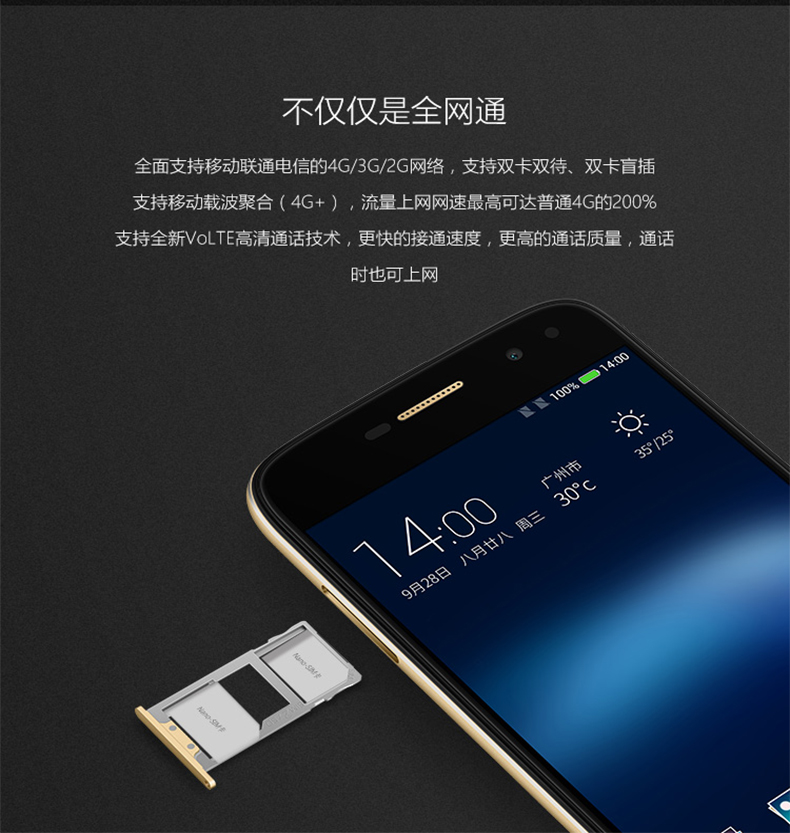 不仅仅是全网通
全面支持移动联通电信的4G/3G/2G网络，支持双卡双待、双卡盲插
支持移动载波聚合（4G+），流量上网网速最高可达普通4G的200%
支持全新VoLTE高清通话技术，更快的接通速度，更高的通话质量，通话
时也可上网
100% 14:00
14:00
广州市
30°C
35°/25°
9月28日 八月廿八 周三
Nano-SIM卡
Nano-SIM卡